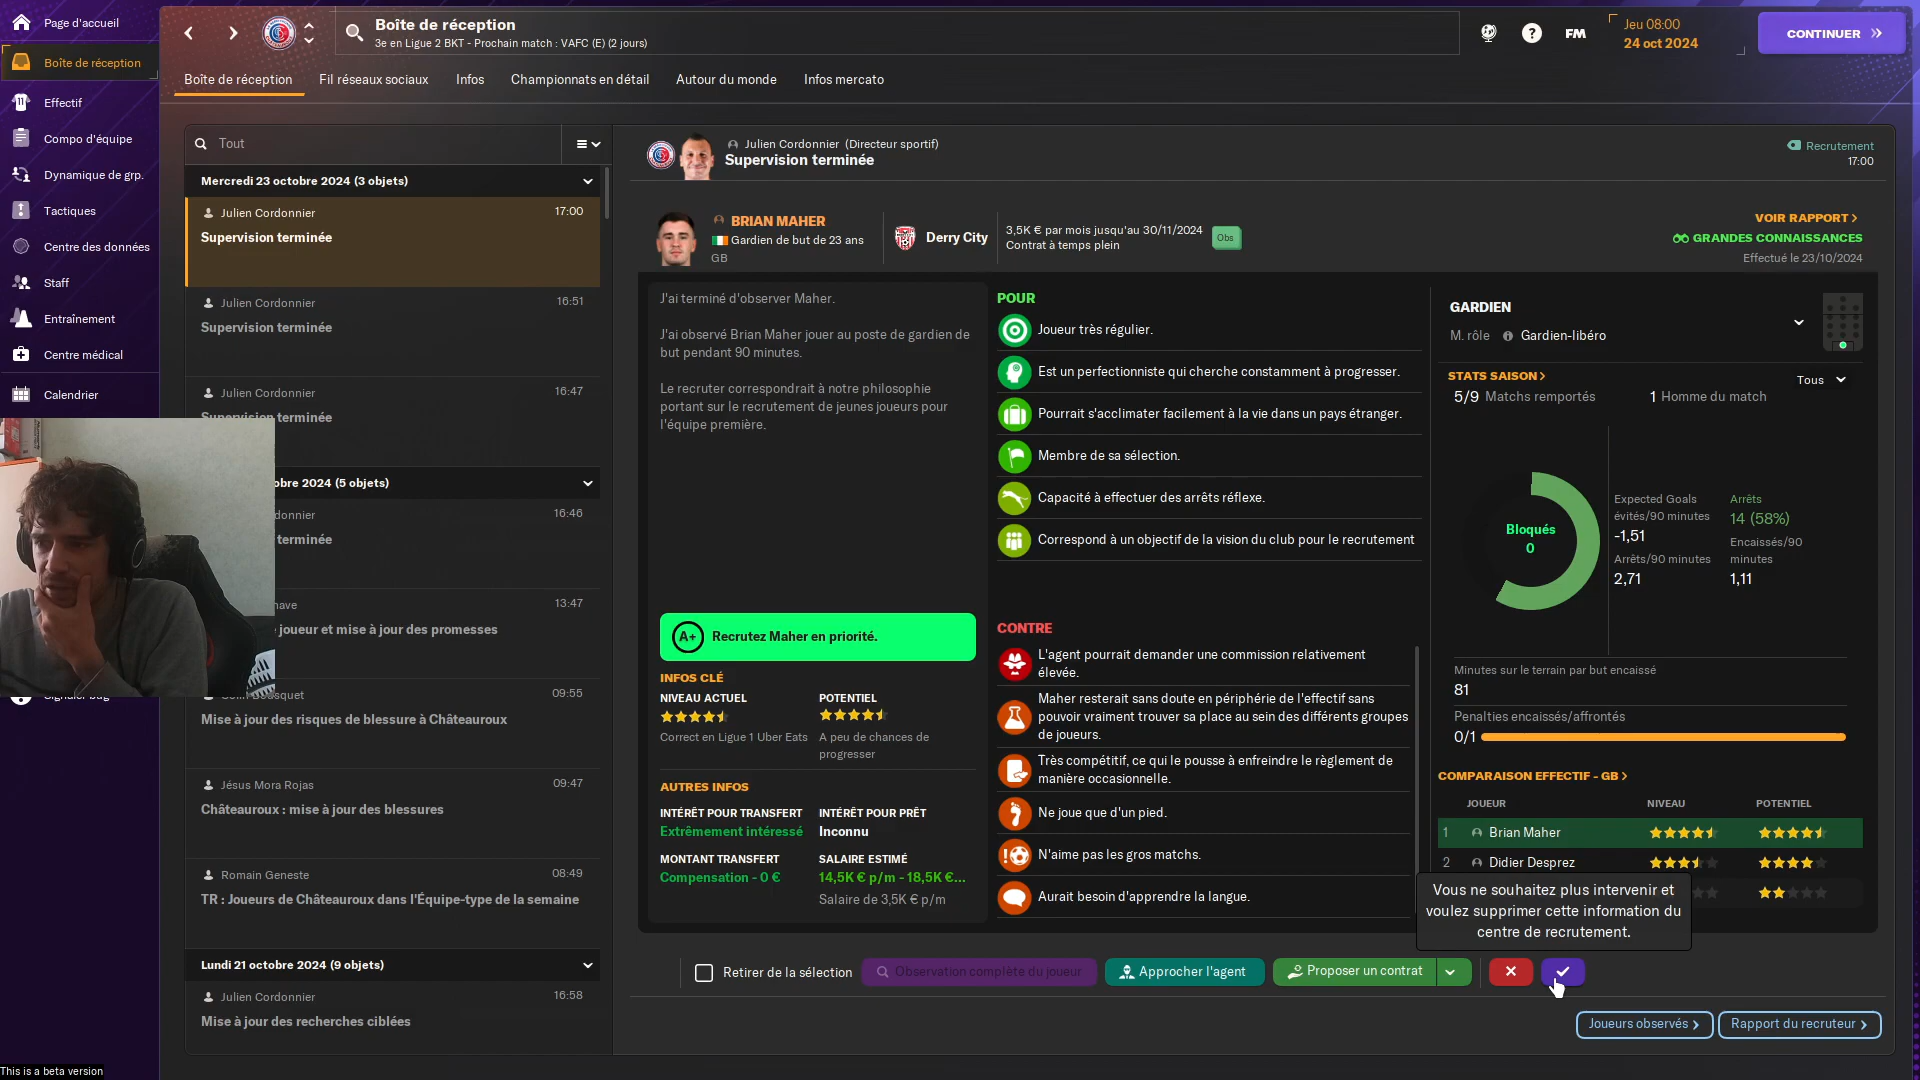 Page d'accueil
Boîte de réception
Effectif
Compo d'équipe
Dynamique de grp.
Tactiques
Centre des données
Staff
Entraînement
Centre médical
Calendrier
This is a beta version
Boîte de réception
3e en Ligue 2 BKT - Prochain match : VAFC (E) (2 jours)
FM
Jeu 08:00
24 oct 2024
CONTINUER
Boîte de réception
Fil réseaux sociaux
Infos
Championnats en détail
Autour du monde
Infos mercato
Tout
Mercredi 23 octobre 2024 (3 objets)
Julien Cordonnier 17:00
Supervision terminée
Julien Cordonnier 16:51
Supervision terminée
Julien Cordonnier 16:47
terminée
obre 2024 (5 objets)
donnier 16:46
terminée
13:47
joueur et mise à jour des promesses
09:55
Mise à jour des risques de blessure à Châteauroux
Jésus Mora Rojas 09:47
Châteauroux : mise à jour des blessures
Romain Geneste 08:49
TR : Joueurs de Châteauroux dans l'Équipe-type de la semaine
Lundi 21 octobre 2024 (9 objets)
Julien Cordonnier 16:58
Mise à jour des recherches ciblées
Julien Cordonnier (Directeur sportif)
Supervision terminée
Recrutement
17:00
BRIAN MAHER
Gardien de but de 23 ans
GB
Derry City
3,5K € par mois jusqu'au 30/11/2024
Contrat à temps plein
Obs
VOIR RAPPORT
GRANDES CONNAISSANCES
Effectué le 23/10/2024
J'ai terminé d'observer Maher.
J'ai observé Brian Maher jouer au poste de gardien de
but pendant 90 minutes.
Le recruter correspondrait à notre philosophie
portant sur le recrutement de jeunes joueurs pour
l'équipe première.
A+ Recrutez Maher en priorité.
INFOS CLÉ
NIVEAU ACTUEL
Correct en Ligue 1 Uber Eats
POTENTIEL
A peu de chances de
progresser
AUTRES INFOS
INTÉRÊT POUR TRANSFERT
Extrêmement intéressé
INTÉRÊT POUR PRÊT
Inconnu
MONTANT TRANSFERT
Compensation - 0 €
SALAIRE ESTIMÉ
14,5K € p/m - 18,5K €...
Salaire de 3,5K € p/m
POUR
Joueur très régulier.
Est un perfectionniste qui cherche constamment à progresser.
Pourrait s'acclimater facilement à la vie dans un pays étranger.
Membre de sa sélection.
Capacité à effectuer des arrêts réflexe.
Correspond à un objectif de la vision du club pour le recrutement
CONTRE
L'agent pourrait demander une commission relativement
élevée.
Maher resterait sans doute en périphérie de l'effectif sans
pouvoir vraiment trouver sa place au sein des différents groupes
de joueurs.
Très compétitif, ce qui le pousse à enfreindre le règlement de
manière occasionnelle.
Ne joue que d'un pied.
N'aime pas les gros matchs.
Aurait besoin d'apprendre la langue.
GARDIEN
M. rôle Gardien-libéro
STATS SAISON
Tous
5/9 Matchs remportés
1 Homme du match
Bloqués
0
Expected Goals
évités/90 minutes
-1,51
Arrêts/90 minutes
2,71
Arrêts
14 (58%)
Encaissés/90
minutes
1,11
Minutes sur le terrain par but encaissé
81
Penalties encaissés/affrontés
0/1
COMPARAISON EFFECTIF - GB
JOUEUR NIVEAU POTENTIEL
1 Brian Maher
2 Didier Desprez
Vous ne souhaitez plus intervenir et
voulez supprimer cette information du
centre de recrutement.
Retirer de la sélection
Observation complète du joueur
Approcher l'agent
Proposer un contrat
Joueurs observés
Rapport du recruteur